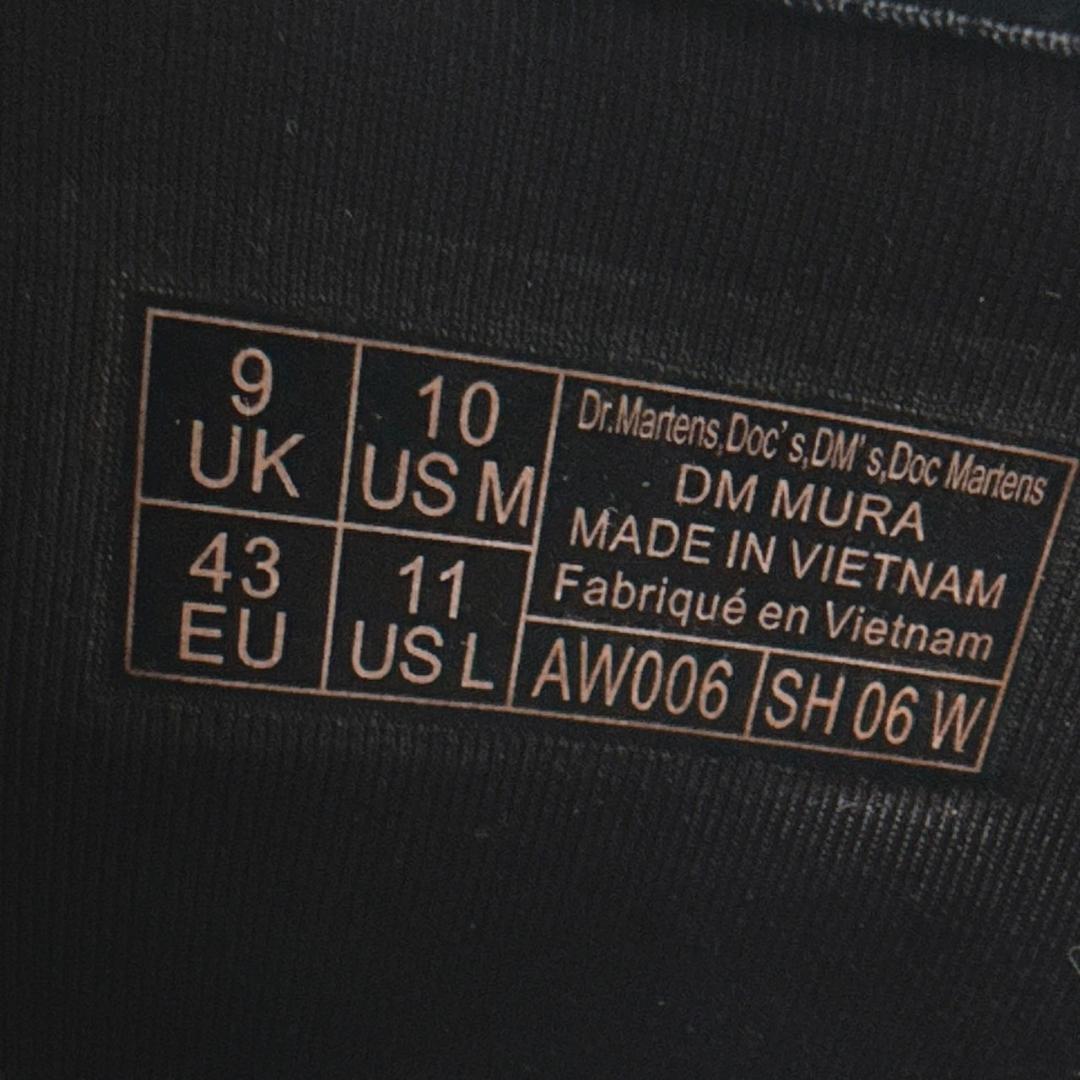 9
UK
10
US M
43
EU
11
US L
Dr.Martens,Doc's,DM's,Doc Martens
DM MURA
MADE IN VIETNAM
Fabriqué en Vietnam
AW006
SH 06 W